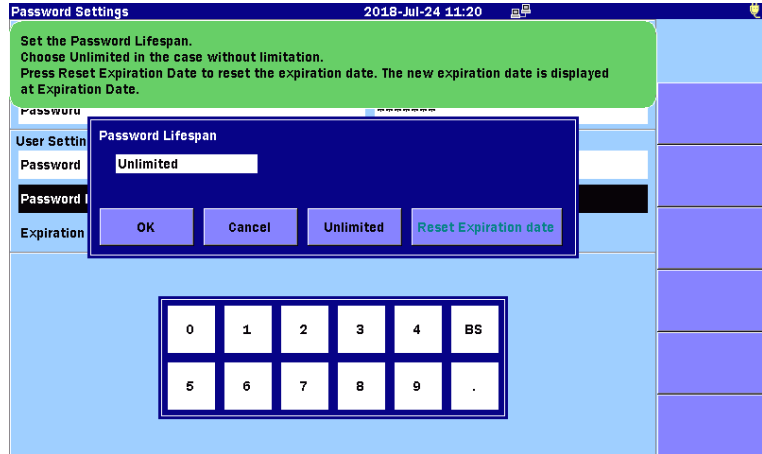 Password Settings 2018-Jul-24 11:20
Set the Password Lifespan.
Choose Unlimited in the case without limitation.
Press Reset Expiration Date to reset the expiration date. The new expiration date is displayed
at Expiration Date.
Password *******
User Settin
Password Lifespan
Password
Unlimited
Password
Expiration
OK Cancel Unlimited Reset Expiration date
0 1 2 3 4 BS
5 6 7 8 9 .